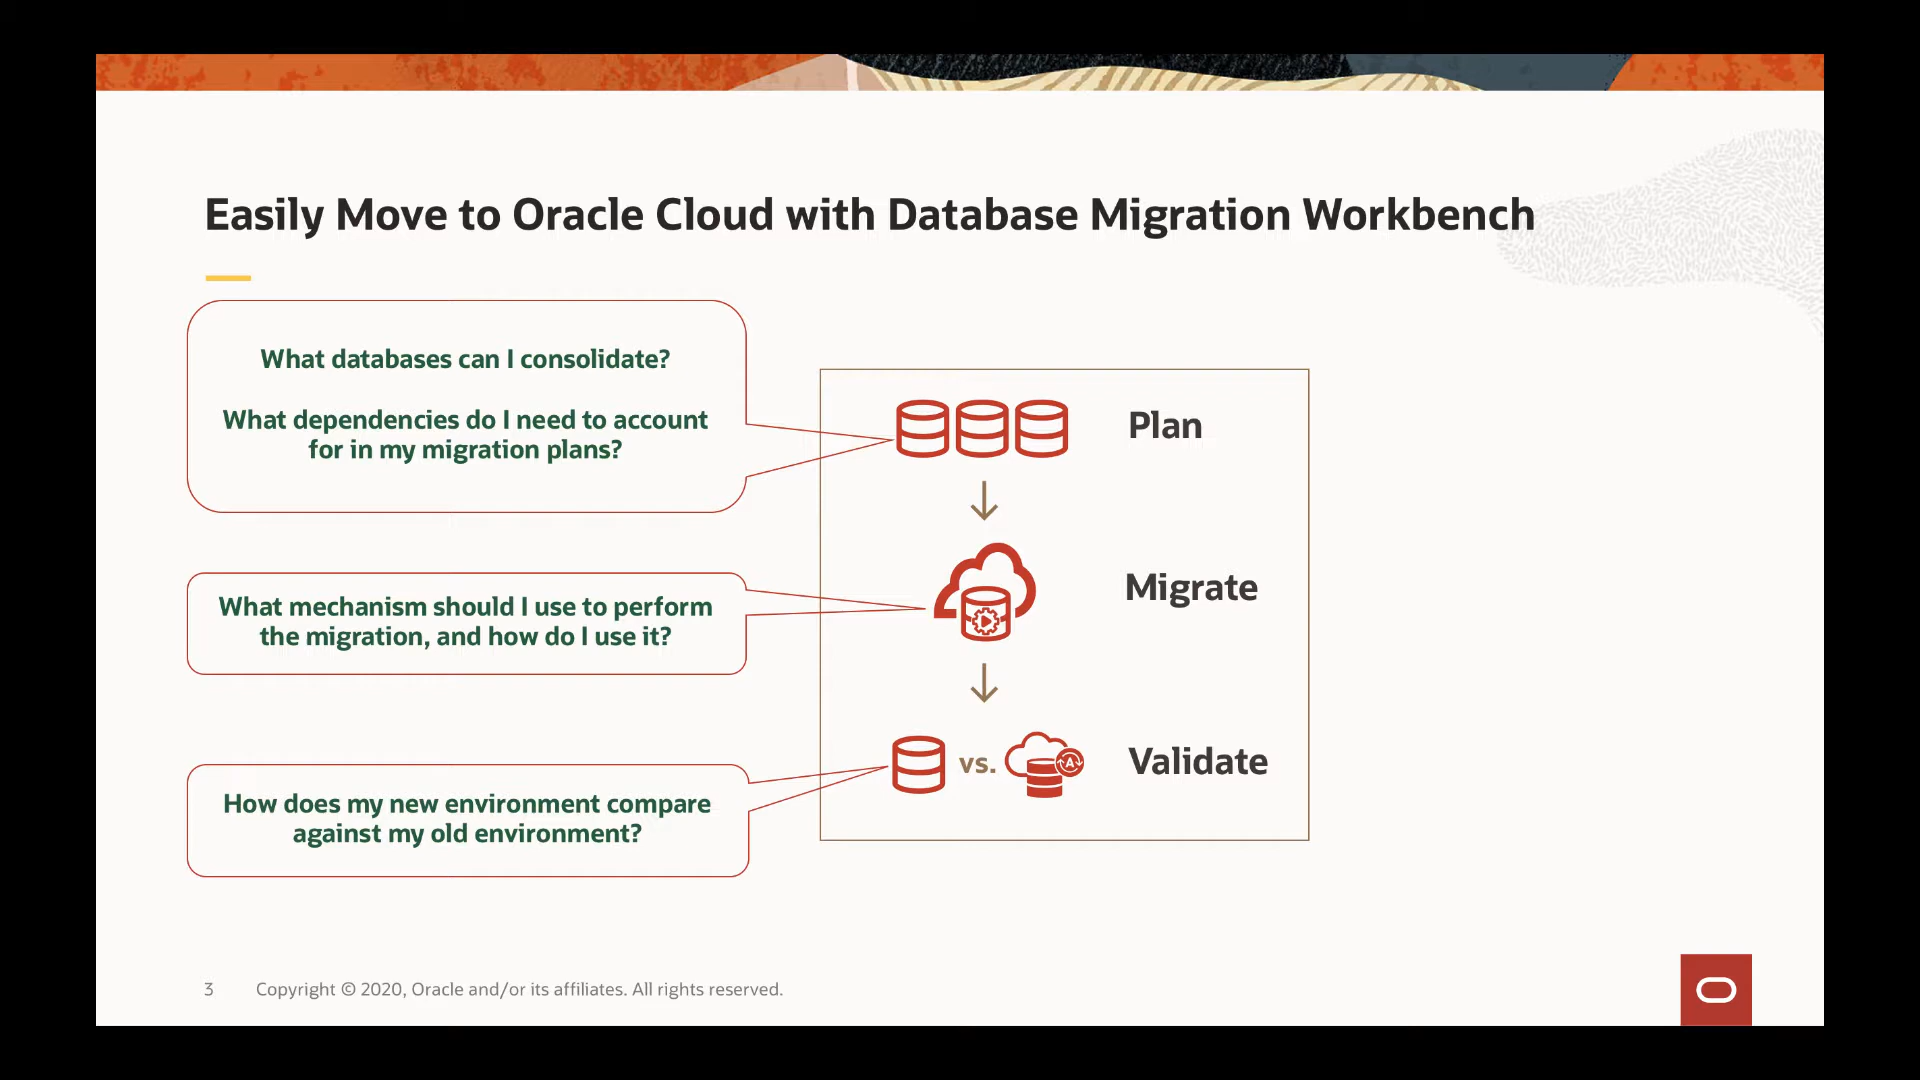 Easily Move to Oracle Cloud with Database Migration Workbench
What databases can I consolidate?
What dependencies do I need to account
for in my migration plans?
Plan
What mechanism should I use to perform
the migration, and how do I use it?
Migrate
How does my new environment compare
against my old environment?
vs.
A
Validate
3 Copyright © 2020, Oracle and/or its affiliates. All rights reserved.